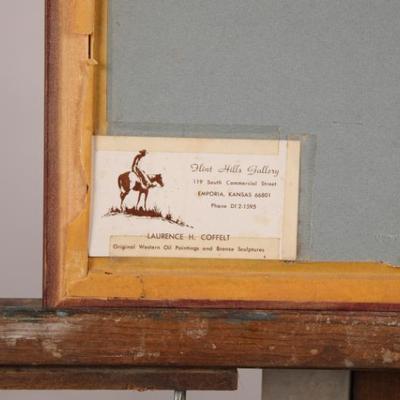 Flint Hills Gallery
119 South Commercial Street
EMPORIA, KANSAS 66801
Phone DI 2-1595
LAURENCE H. COFFELT
Original Western Oil Paintings and Bronze Sculptures